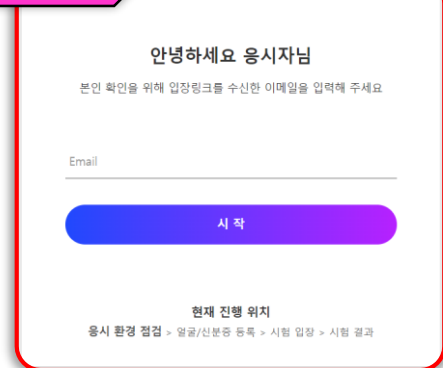 안녕하세요 응시자님
본인 확인을 위해 입장링크를 수신한 이메일을 입력해 주세요
Email
시 작
현재 진행 위치
응시 환경 점검 > 얼굴/신분증 등록 > 시험 입장 > 시험 결과